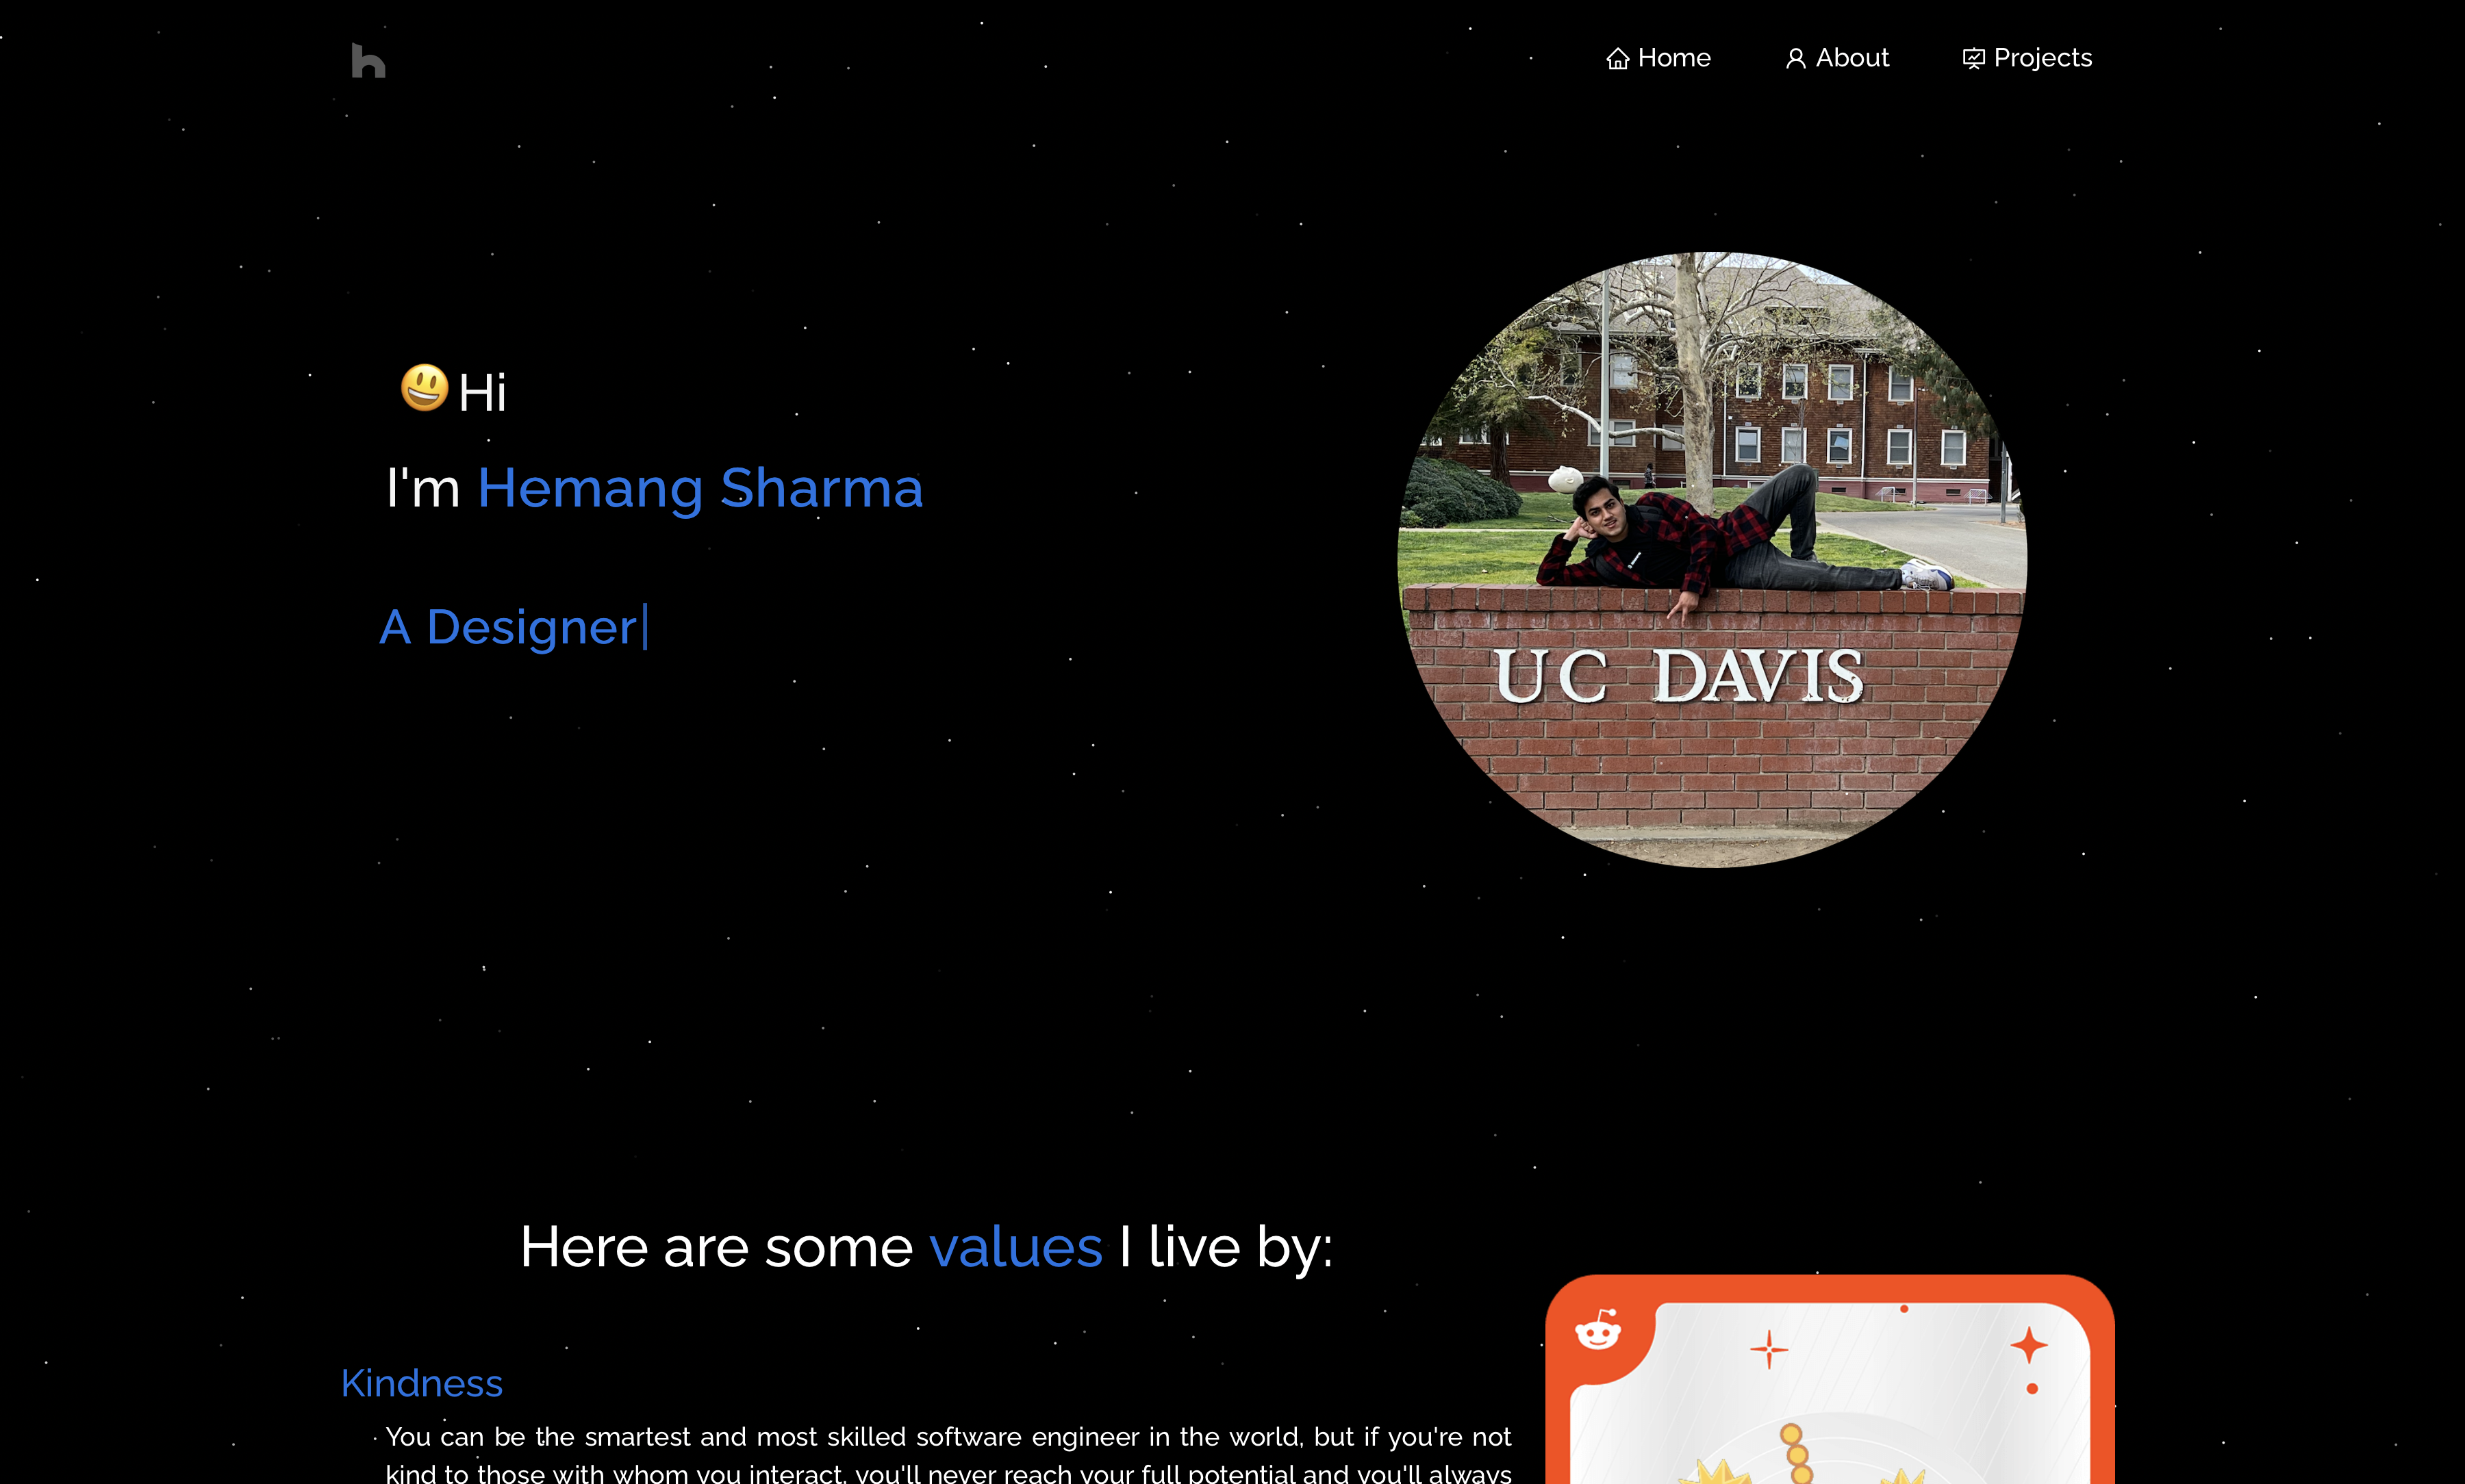 h
Home
About
Projects
😃 Hi
I'm Hemang Sharma
A Designer
UC DAVIS
Here are some values I live by:
Kindness
You can be the smartest and most skilled software engineer in the world, but if you're not
kind to those with whom you interact, you'll never reach your full potential and you'll always